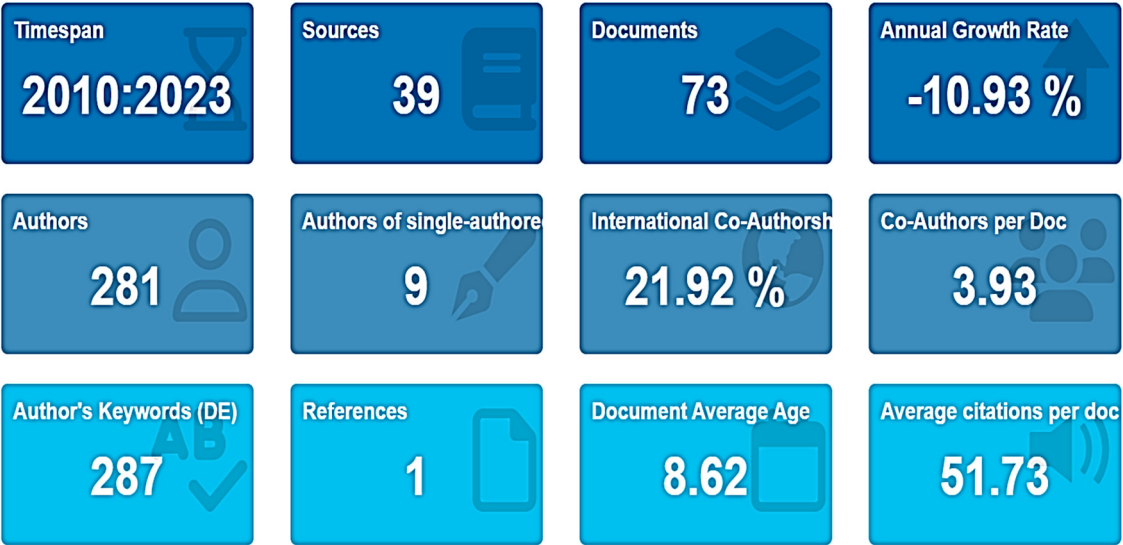 Timespan
2010:2023
Sources
39
Documents
73
Annual Growth Rate
-10.93 %
Authors
281
Authors of single-authored
9
International Co-Authorsh
21.92 %
Co-Authors per Doc
3.93
Author's Keywords (DE)
287
AB
References
1
Document Average Age
8.62
Average citations per doc
51.73